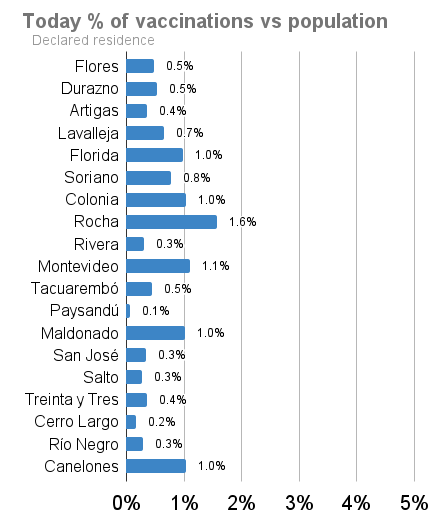 Today % of vaccinations vs population
Declared residence
Flores 0.5%
Durazno 0.5%
Artigas 0.4%
Lavalleja 0.7%
Florida 1.0%
Soriano 0.8%
Colonia 1.0%
Rocha 1.6%
Rivera 0.3%
Montevideo 1.1%
Tacuarembó 0.5%
Paysandú 0.1%
Maldonado 1.0%
San José 0.3%
Salto 0.3%
Treinta y Tres 0.4%
Cerro Largo 0.2%
Río Negro 0.3%
Canelones 1.0%
0% 1% 2% 3% 4% 5%